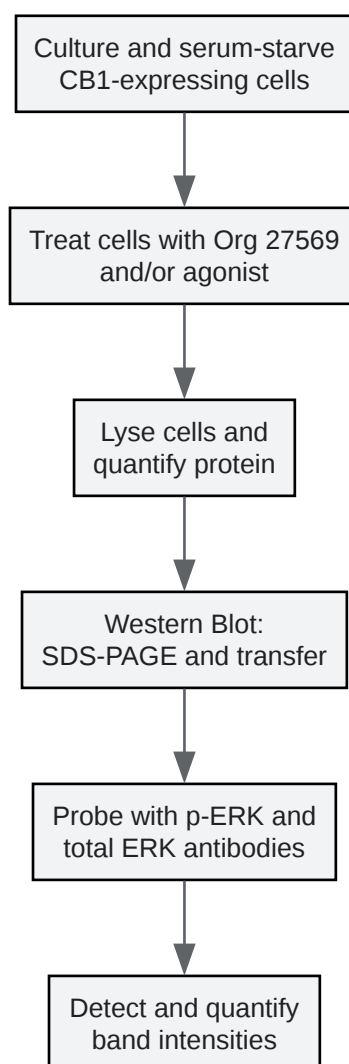 Culture and serum-starve
CB1-expressing cells
Treat cells with Org 27569
and/or agonist
Lyse cells and
quantify protein
Western Blot:
SDS-PAGE and transfer
Probe with p-ERK and
total ERK antibodies
Detect and quantify
band intensities